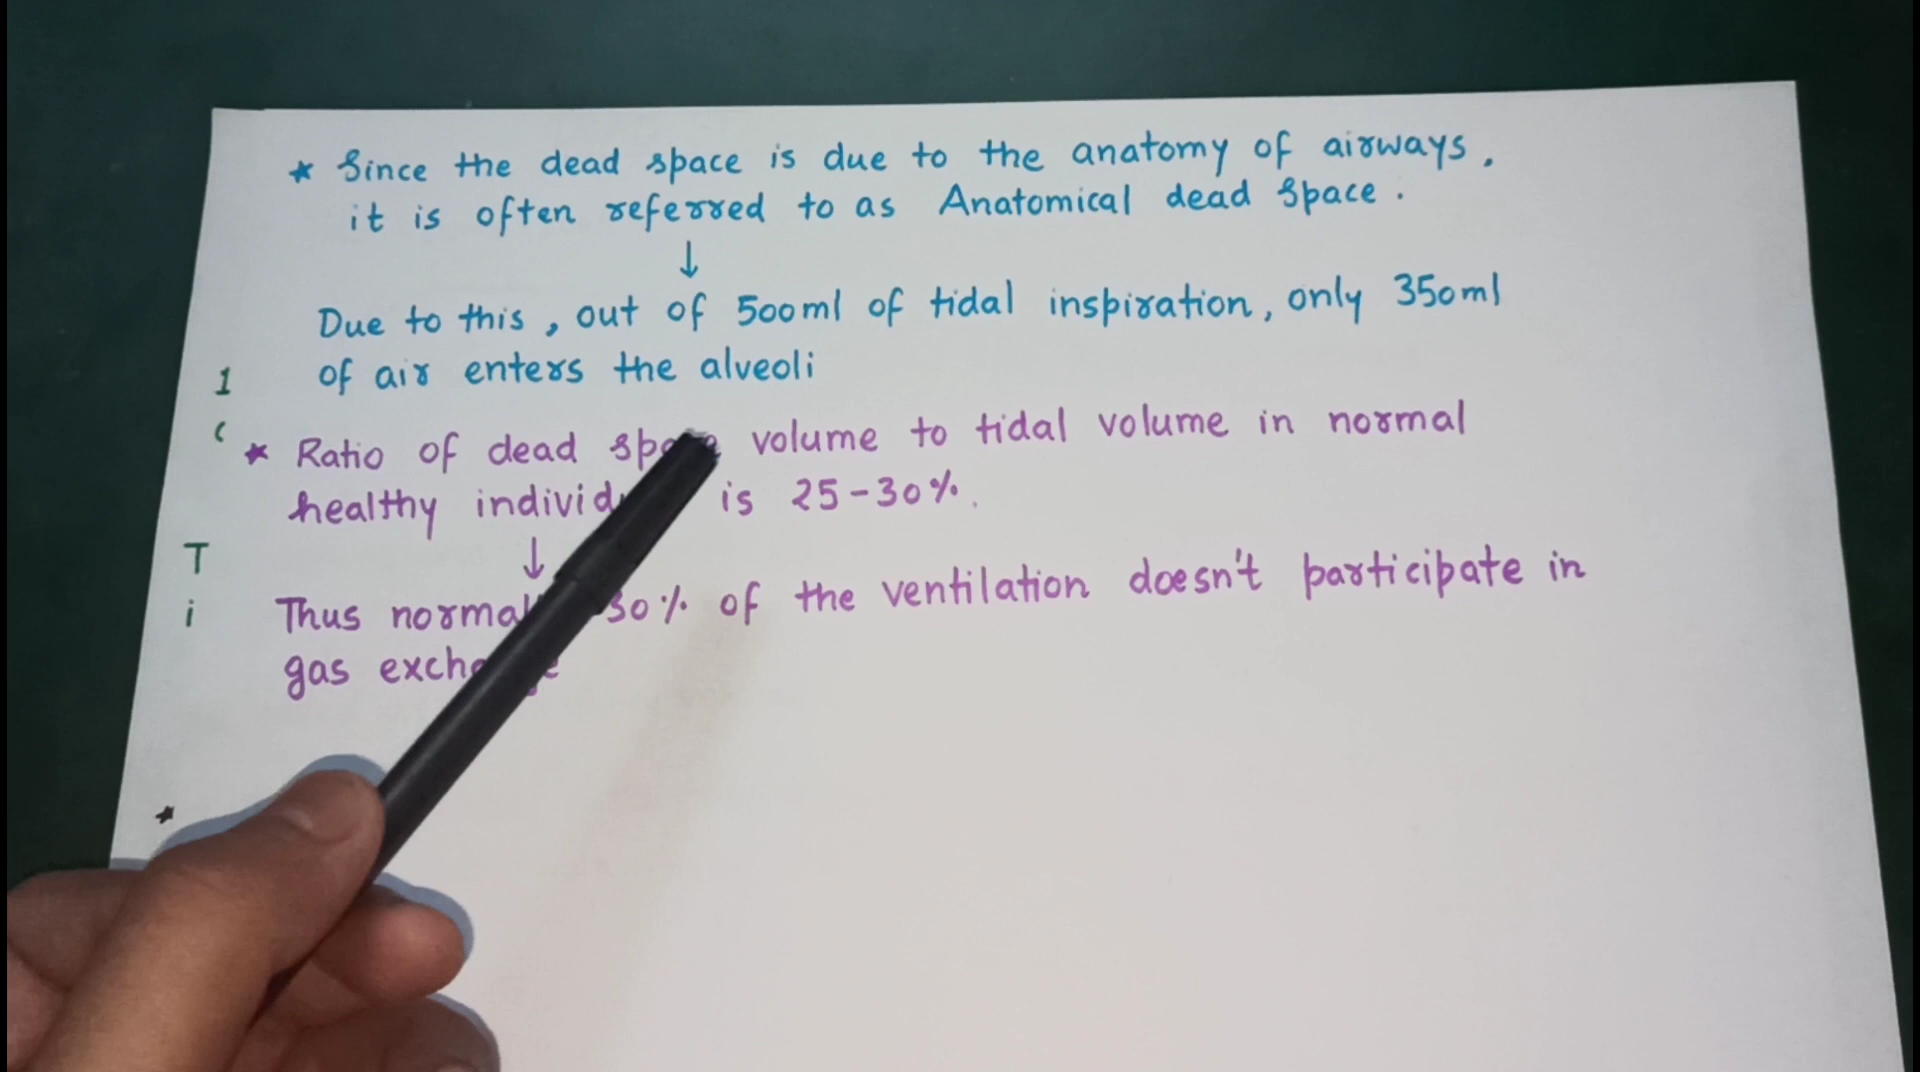 ★ Since the dead space is due to the anatomy of airways,
it is often referred to as Anatomical dead space.
↓
Due to this, out of 500ml of tidal inspiration, only 350ml
of air enters the alveoli
★ Ratio of dead space volume to tidal volume in normal
healthy is 25-30%.
↓
Thus 30% of the ventilation doesn't participate in
gas exchange
1
(
T
i
★